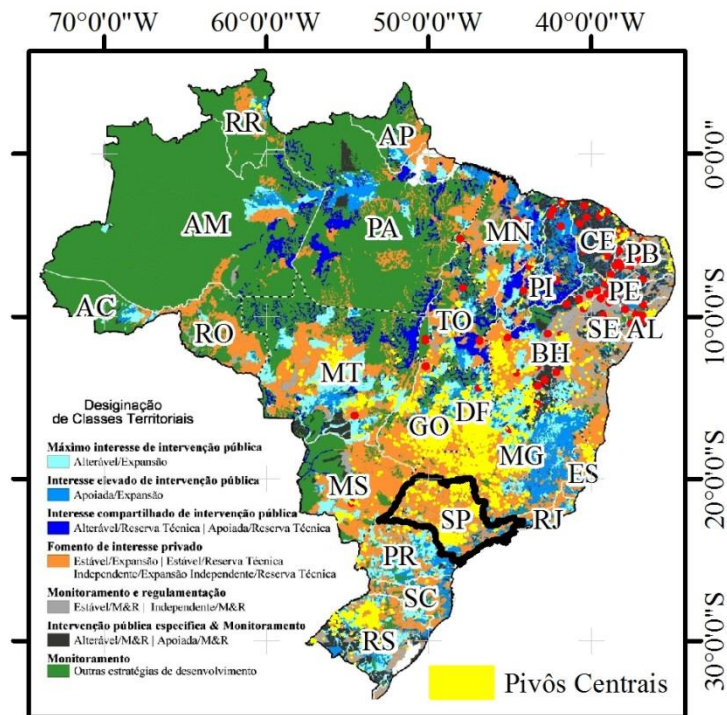 70°0'0"W 60°0'0"W 50°0'0"W 40°0'0"W
0°0'0"
10°0'0"S
20°0'0"S
30°0'0"S
RR AP
AM PA MN CE PB
AC RO TO PI PE
SE AL
MT BH
GO DF
MS MG ES
SP RJ
PR
SC
RS
Desiginação
de Classes Territoriais
Máximo interesse de intervenção pública
Alterável/Expansão
Interesse elevado de intervenção pública
Apoiada/Expansão
Interesse compartilhado de intervenção pública
Alterável/Reserva Técnica | Apoiada/Reserva Técnica
Fomento de interesse privado
Estável/Expansão | Estável/Reserva Técnica
Independente/Expansão Independente/Reserva Técnica
Monitoramento e regulamentação
Estável/M&R | Independente/M&R
Intervenção pública específica & Monitoramento
Alterável/M&R | Apoiada/M&R
Monitoramento
Outras estratégias de desenvolvimento
Pivôs Centrais